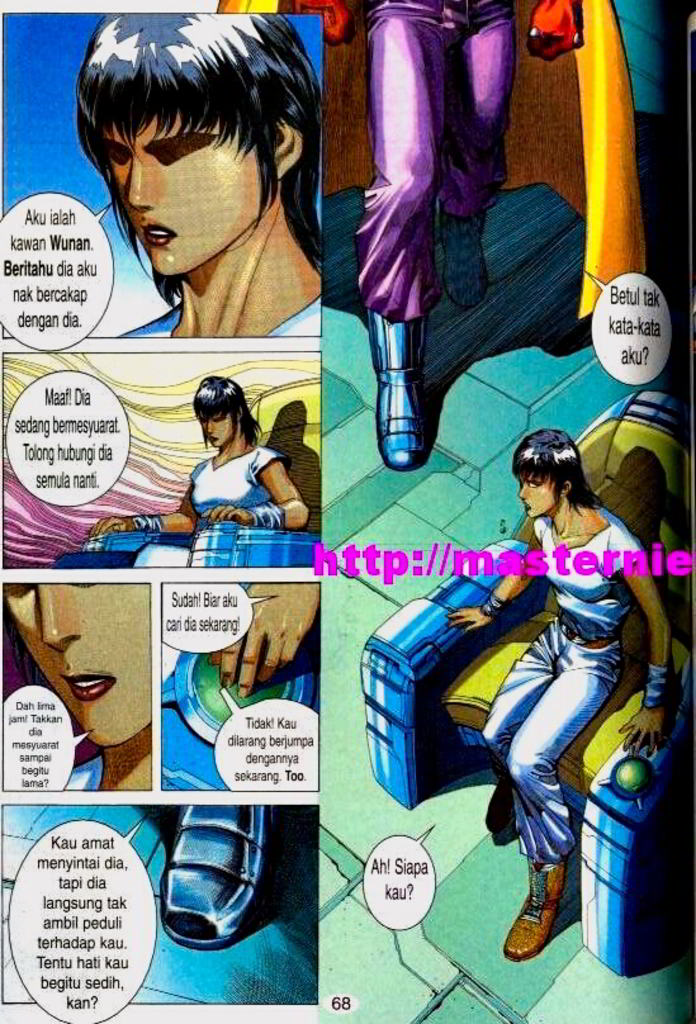 Aku ialah
kawan Wunan.
Beritahu dia aku
nak bercakap
dengan dia.
Maaf! Dia
sedang bermesyuarat.
Tolong hubungi dia
semula nanti.
Dah lima
jam! Takkan
dia
mesyuarat
sampai
begitu
lama?
Sudah! Biar aku
cari dia sekarang!
Tidak! Kau
dilarang berjumpa
dengannya
sekarang. Too.
Kau amat
menyintai dia,
tapi dia
langsung tak
ambil peduli
terhadap kau.
Tentu hati kau
begitu sedih,
kan?
Betul tak
kata-kata
aku?
Ah! Siapa
kau?
http://masternie
68